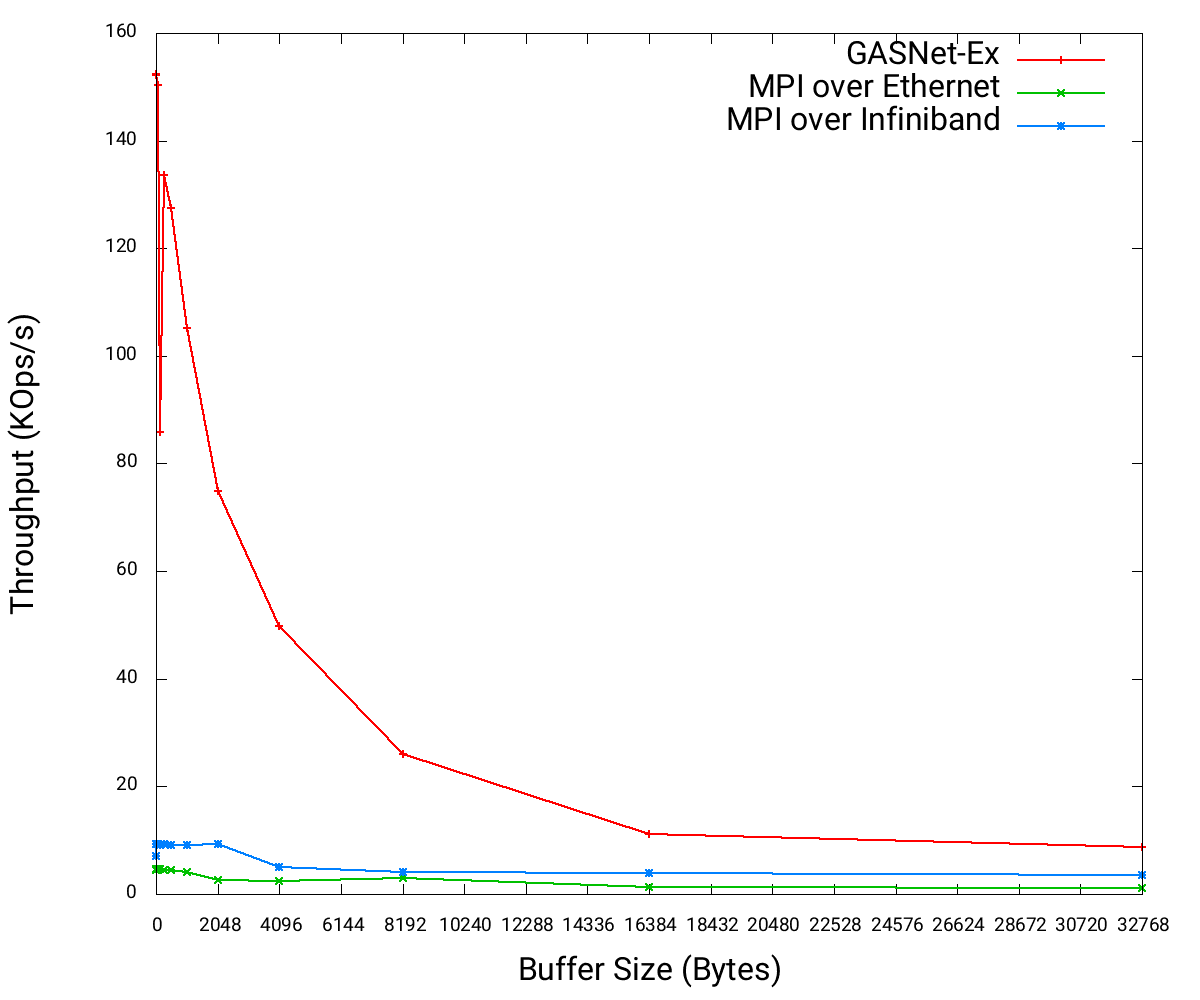 160
140
120
100
80
60
40
20
0
Throughput (KOps/s)
GASNet-Ex
MPI over Ethernet
MPI over Infiniband
0 2048 4096 6144 8192 10240 12288 14336 16384 18432 20480 22528 24576 26624 28672 30720 32768
Buffer Size (Bytes)